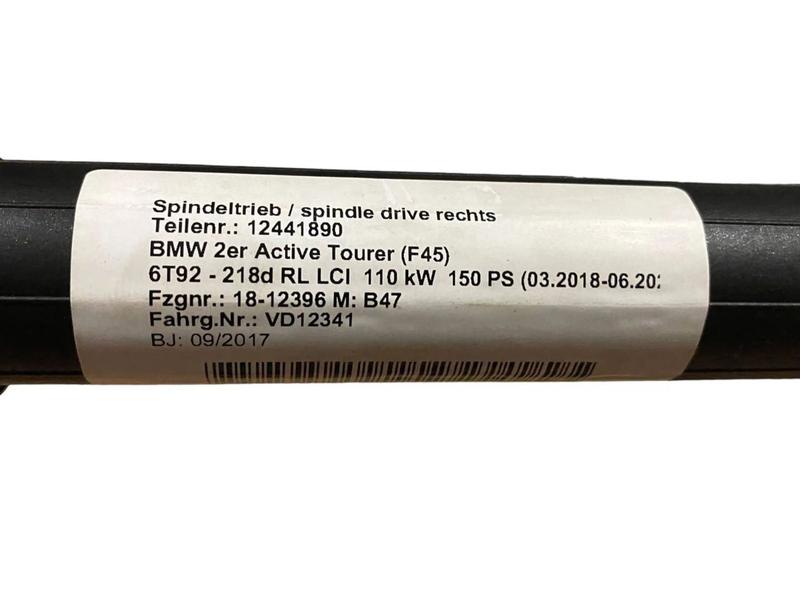 Spindeltrieb / spindle drive rechts
Teilenr.: 12441890
BMW 2er Active Tourer (F45)
6T92 - 218d RL LCI 110 kW 150 PS (03.2018-06.202
Fzgnr.: 18-12396 M: B47
Fahrg.Nr.: VD12341
BJ: 09/2017